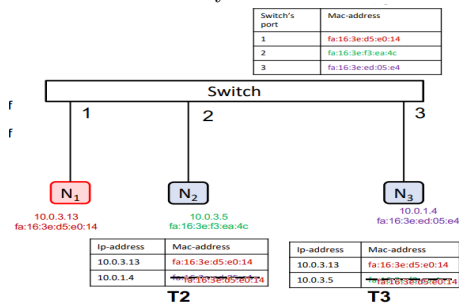 Switch's port Mac-address
1 fa:16:3e:d5:e0:14
2 fa:16:3e:f3:ea:4c
3 fa:16:3e:ed:05:e4
Switch
f
1 2 3
f
N1 N2 N3
10.0.3.13 10.0.3.5 10.0.1.4
fa:16:3e:d5:e0:14 fa:16:3e:f3:ea:4c fa:16:3e:ed:05:e4
Ip-address Mac-address
10.0.3.13 fa:16:3e:d5:e0:14
10.0.1.4 fa:16:3e:d5:e0:14
T2
Ip-address Mac-address
10.0.3.13 fa:16:3e:d5:e0:14
10.0.3.5 fa:16:3e:d5:e0:14
T3